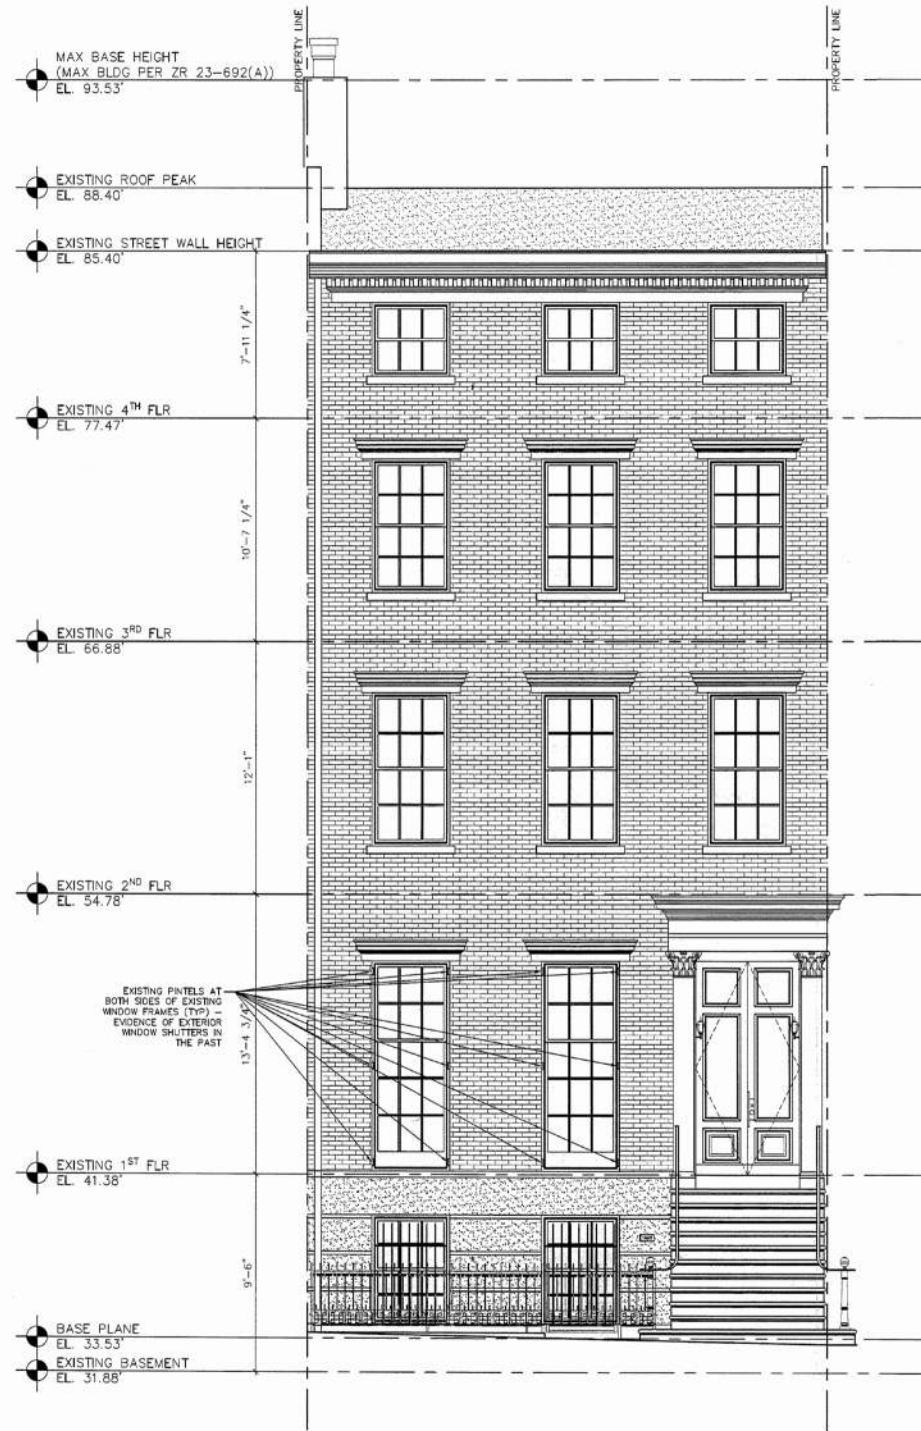 PROPERTY LINE
PROPERTY LINE
MAX BASE HEIGHT
(MAX BLDG PER ZR 23-692(A))
EL. 93.53'
EXISTING ROOF PEAK
EL. 88.40'
EXISTING STREET WALL HEIGHT
EL. 85.40'
7'-11 1/4"
EXISTING 4TH FLR
EL. 77.47'
10'-7 1/4"
EXISTING 3RD FLR
EL. 66.88'
12'-1"
EXISTING 2ND FLR
EL. 54.78'
EXISTING PINTELS AT
BOTH SIDES OF EXISTING
WINDOW FRAMES (TYP) –
EVIDENCE OF EXTERIOR
WINDOW SHUTTERS IN
THE PAST
13'-4 3/4"
EXISTING 1ST FLR
EL. 41.38'
9'-6"
BASE PLANE
EL. 33.53'
EXISTING BASEMENT
EL. 31.88'